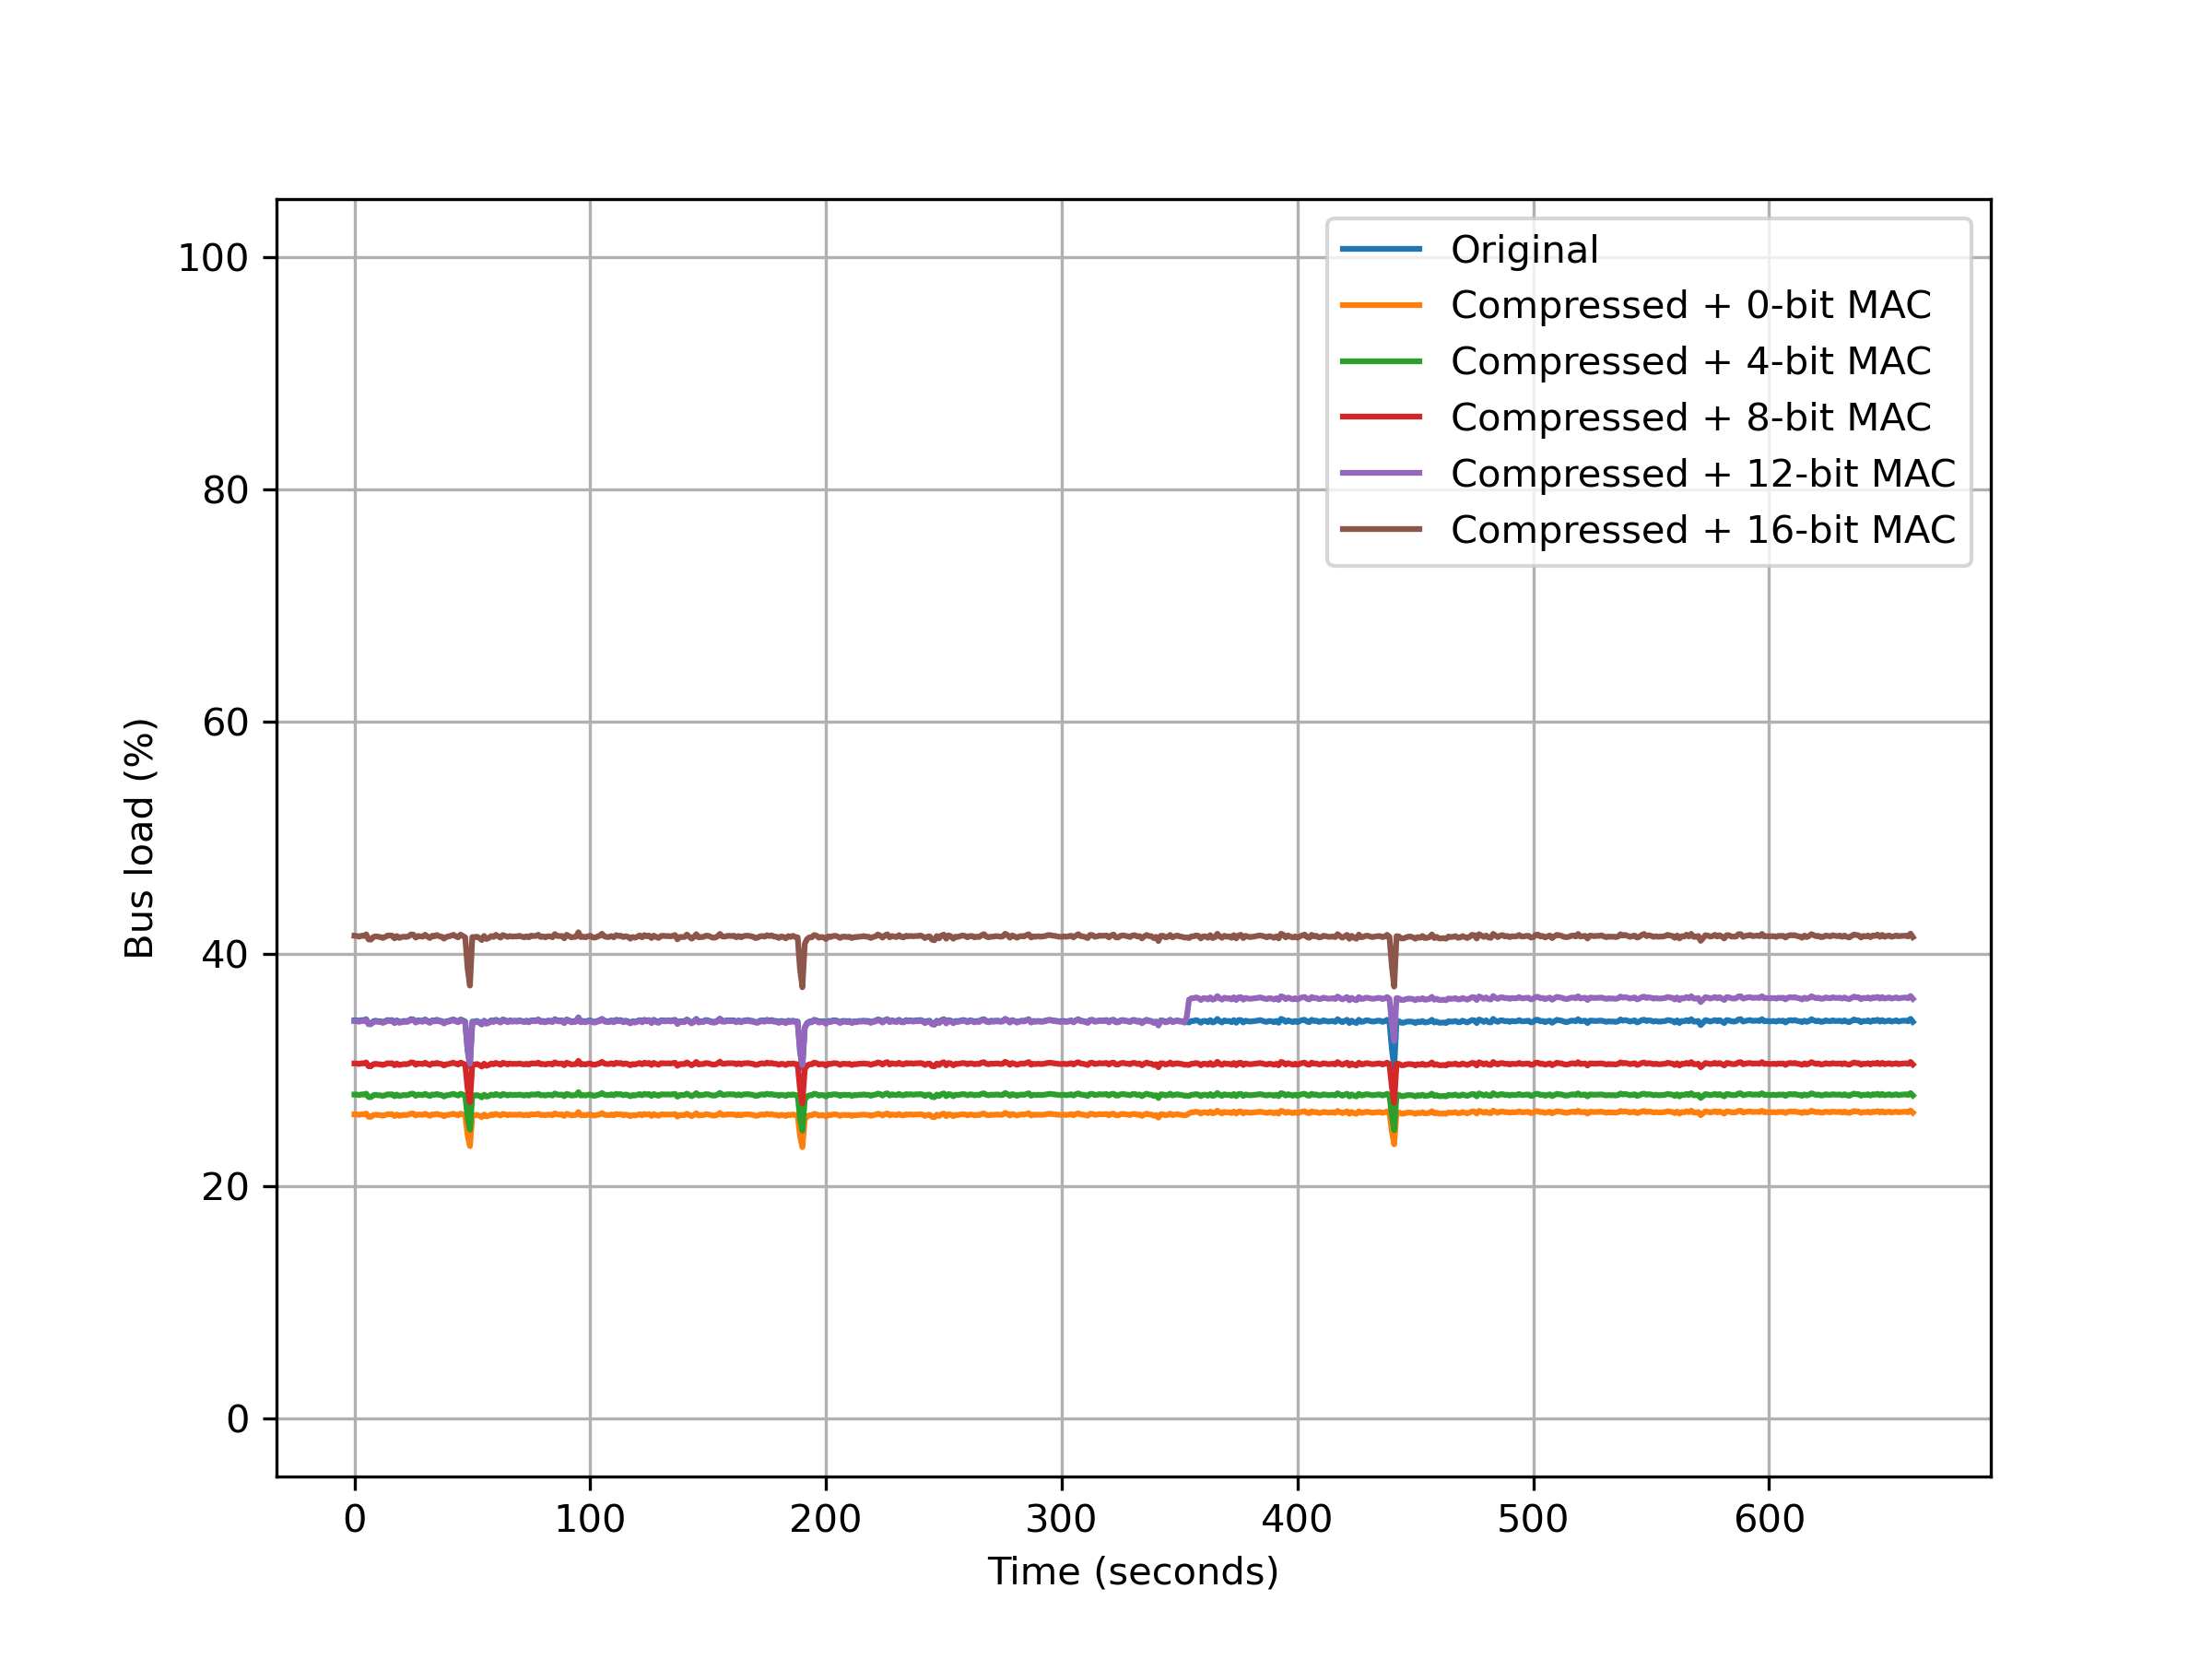 Original
Compressed + 0-bit MAC
Compressed + 4-bit MAC
Compressed + 8-bit MAC
Compressed + 12-bit MAC
Compressed + 16-bit MAC
100
80
60
40
20
0
Bus load (%)
0 100 200 300 400 500 600
Time (seconds)